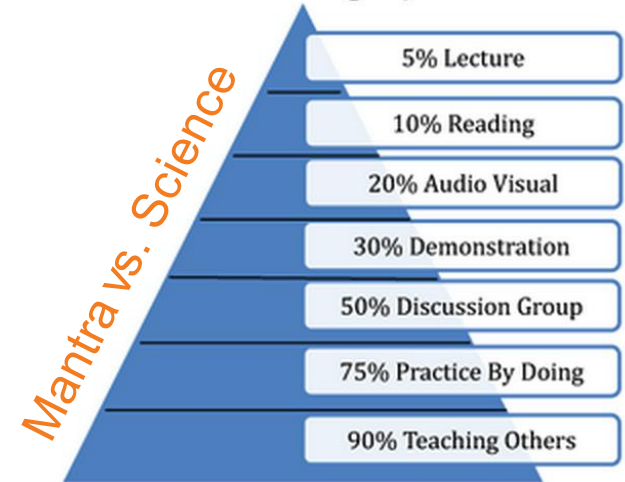 Mantra vs. Science
5% Lecture
10% Reading
20% Audio Visual
30% Demonstration
50% Discussion Group
75% Practice By Doing
90% Teaching Others